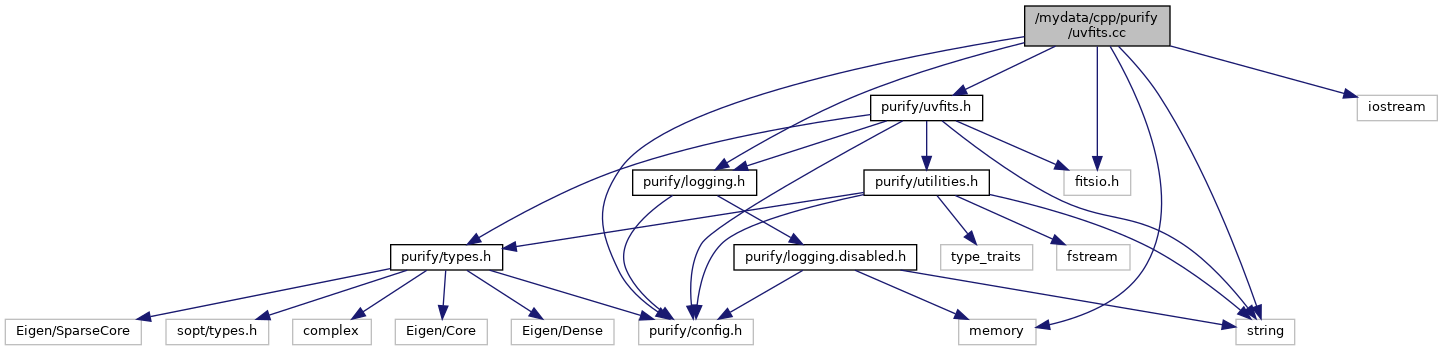 /mydata/cpp/purify
/uvfits.cc
purify/uvfits.h
iostream
purify/logging.h
purify/utilities.h
fitsio.h
purify/types.h
purify/logging.disabled.h
type_traits
fstream
Eigen/SparseCore
sopt/types.h
complex
Eigen/Core
Eigen/Dense
purify/config.h
memory
string